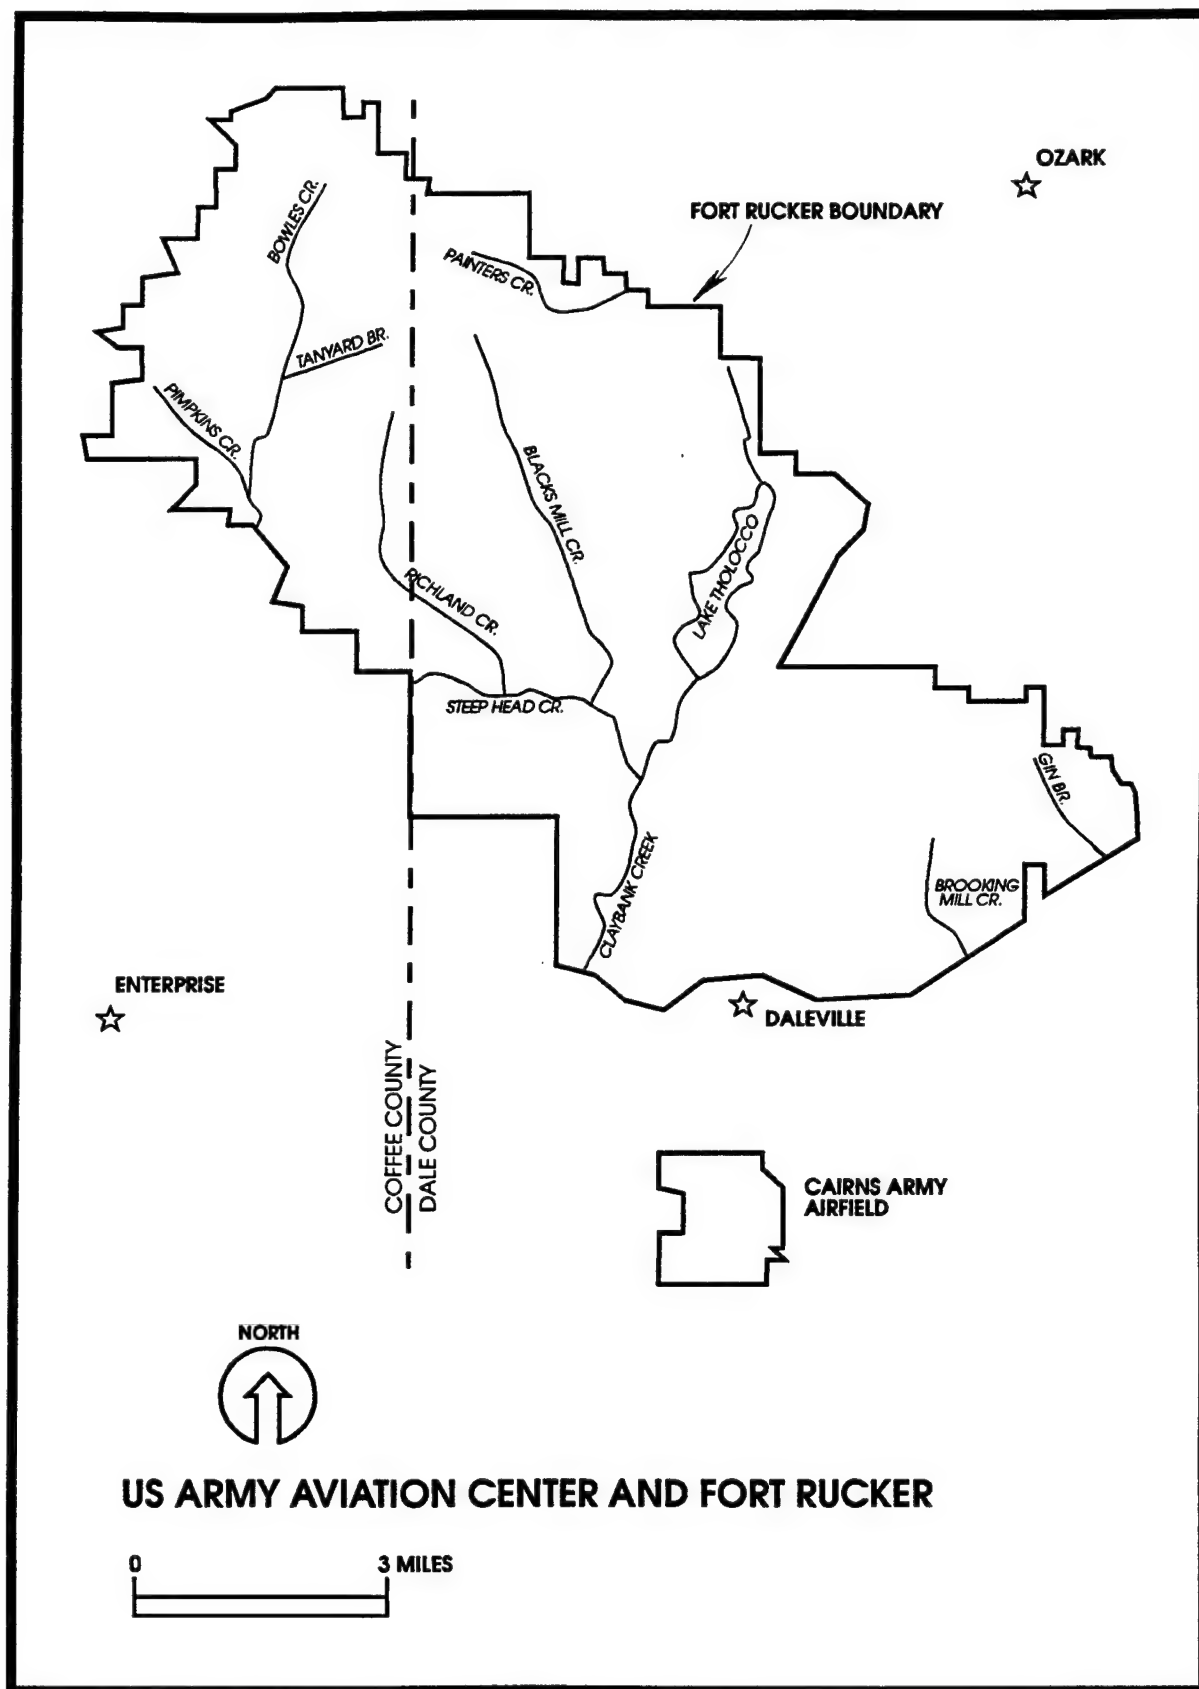 OZARK
FORT RUCKER BOUNDARY
BOWLES CR.
PAINTERS CR.
TANYARD BR.
PIMPKINS CR.
BLACKS MILL CR.
LAKE THOLOCCO
RICHLAND CR.
STEEP HEAD CR.
GIN BR.
CLAYBANK CREEK
BROOKING
MILL CR.
ENTERPRISE
DALEVILLE
COFFEE COUNTY
DALE COUNTY
CAIRNS ARMY
AIRFIELD
NORTH
US ARMY AVIATION CENTER AND FORT RUCKER
0 3 MILES